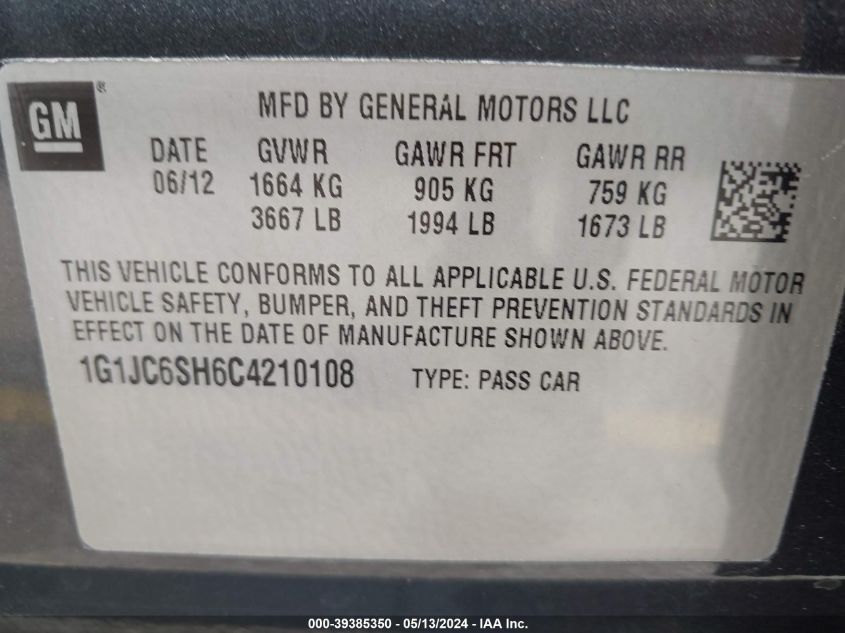 GM®
MFD BY GENERAL MOTORS LLC
DATE GVWR GAWR FRT GAWR RR
06/12 1664 KG 905 KG 759 KG
3667 LB 1994 LB 1673 LB
THIS VEHICLE CONFORMS TO ALL APPLICABLE U.S. FEDERAL MOTOR
VEHICLE SAFETY, BUMPER, AND THEFT PREVENTION STANDARDS IN
EFFECT ON THE DATE OF MANUFACTURE SHOWN ABOVE.
1G1JC6SH6C4210108 TYPE: PASS CAR
000-39385350 - 05/13/2024 - IAA Inc.